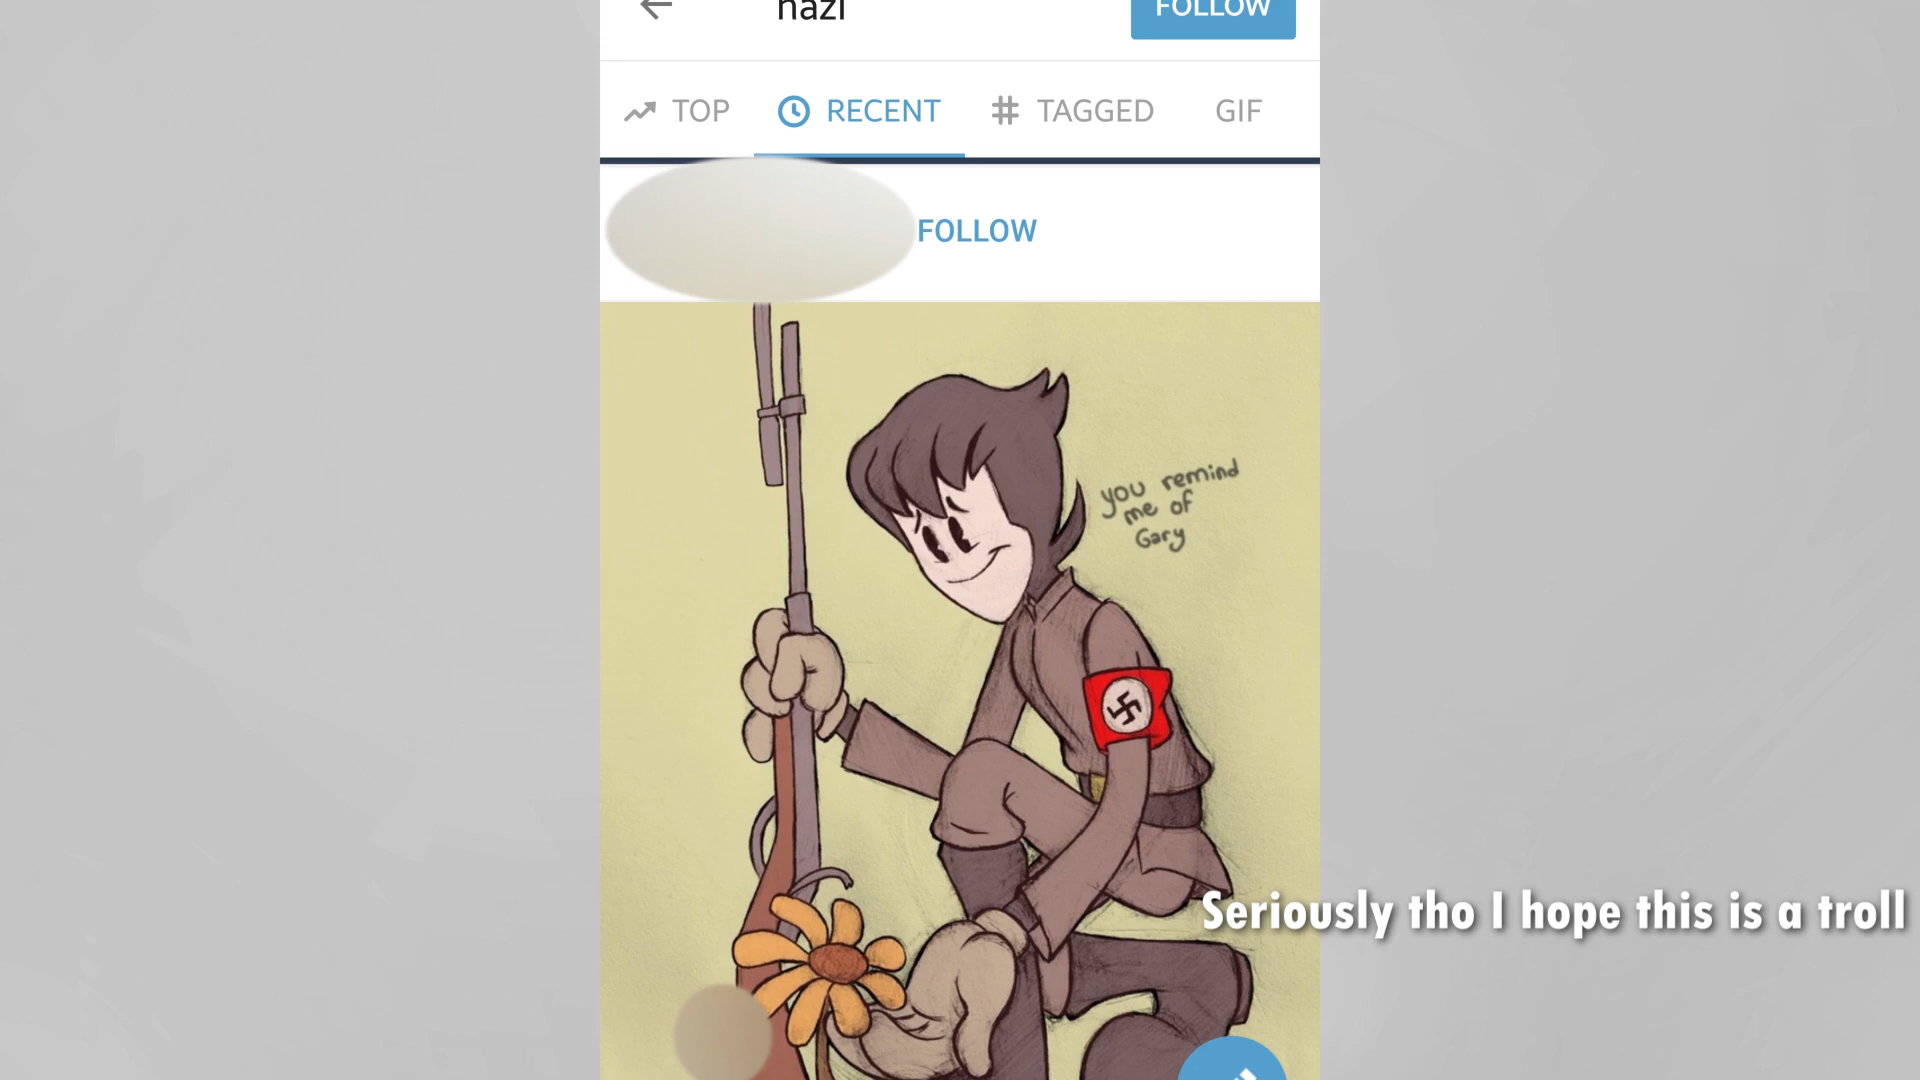 nazi
FOLLOW
TOP
RECENT
# TAGGED
GIF
FOLLOW
you remind
me of
Gary
Seriously tho I hope this is a troll